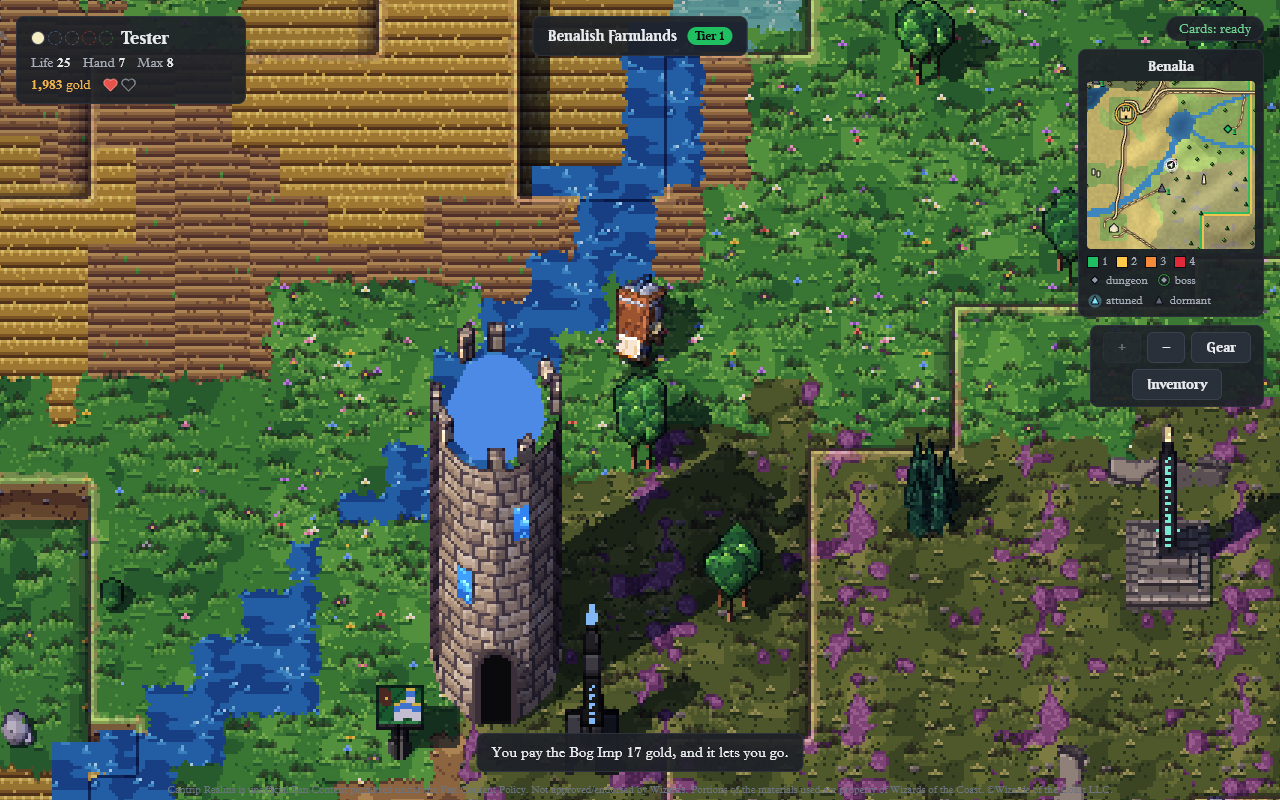 Tester
Life 25 Hand 7 Max 8
1,983 gold
Benalish Farmlands Tier 1
Cards: ready
Benalia
1
1
1 2 3 4
dungeon boss
attuned dormant
+ − Gear
Inventory
You pay the Bog Imp 17 gold, and it lets you go.